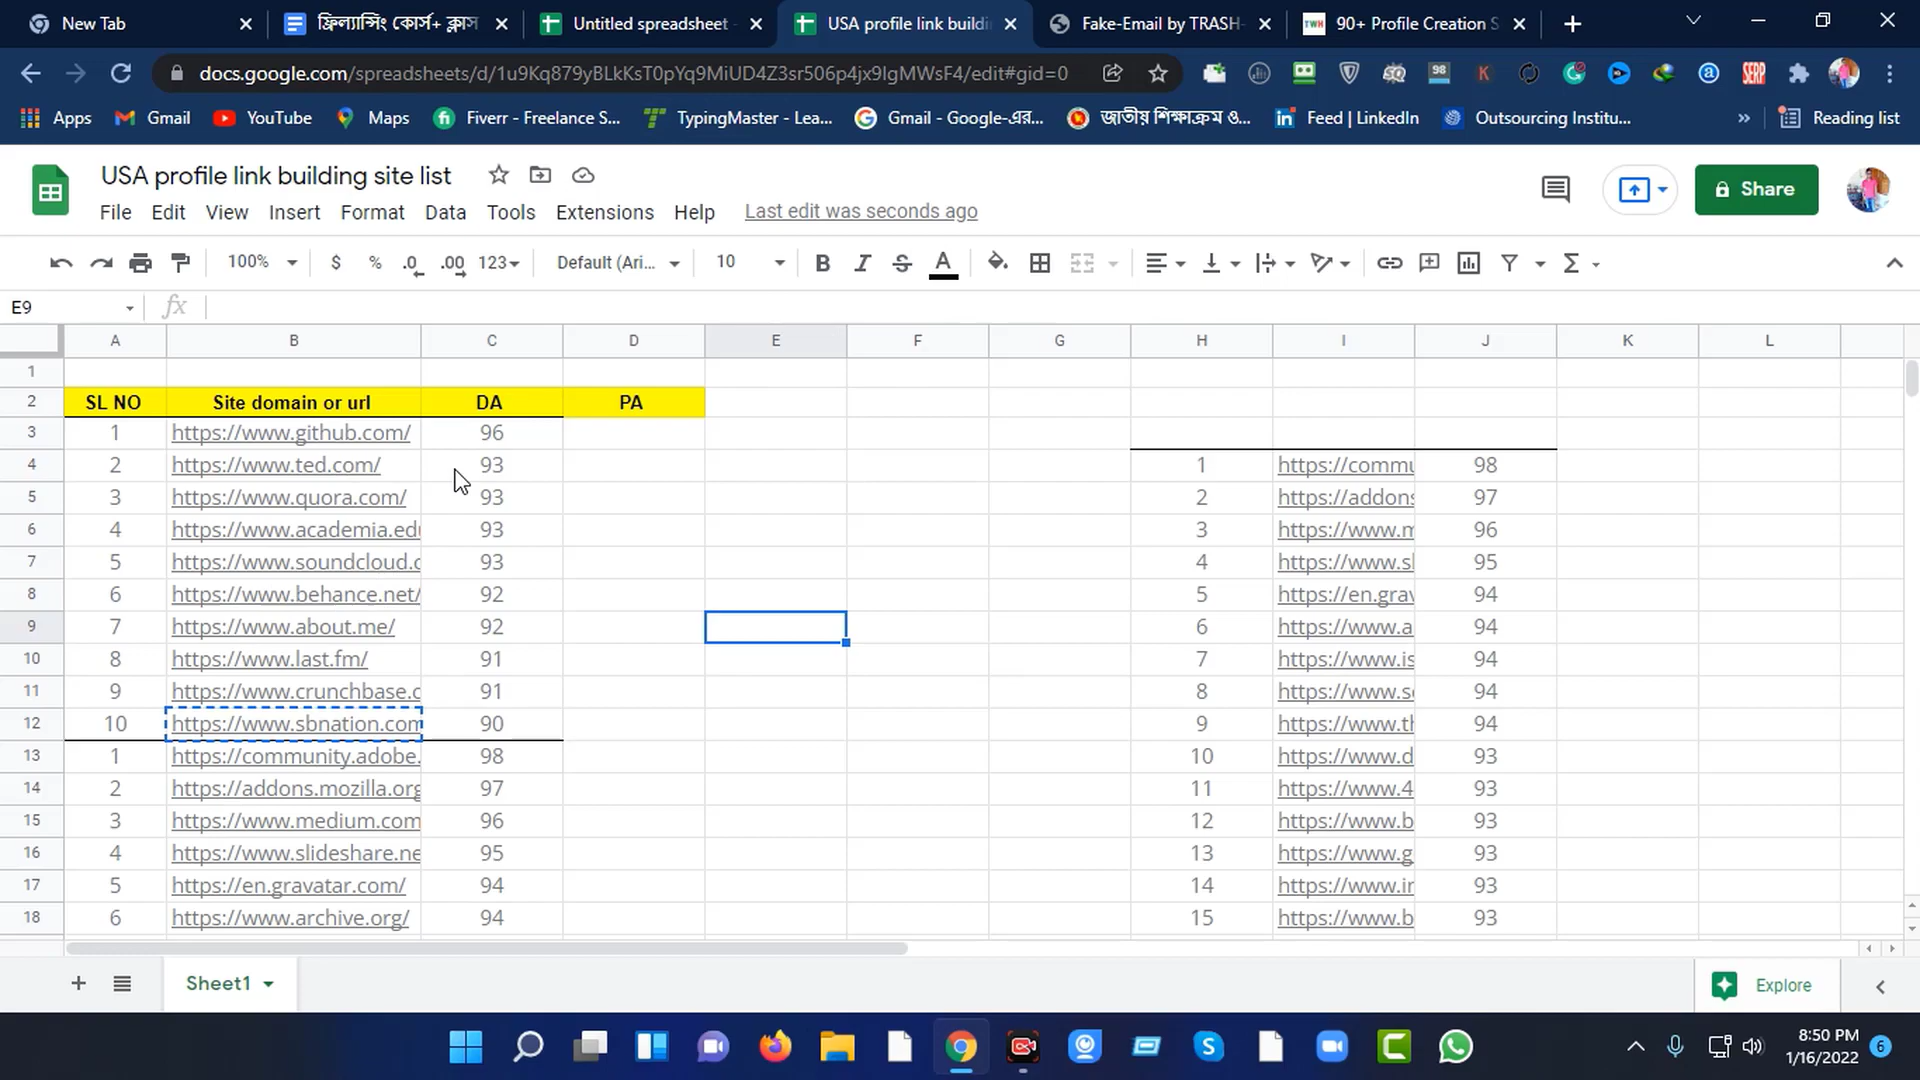 New Tab
ফ্রিল্যান্সিং কোর্স+ ক্লাস
Untitled spreadsheet -
USA profile link buildi
Fake-Email by TRASH-
TWH 90+ Profile Creation S
docs.google.com/spreadsheets/d/1u9Kq879yBLkKsT0pYq9MiUD4Z3sr506p4jx9IgMWsF4/edit#gid=0
98
K
SERP
Apps
Gmail
YouTube
Maps
Fiverr - Freelance S...
TypingMaster - Lea...
Gmail - Google-এর...
জাতীয় শিক্ষাক্রম ও...
Feed | LinkedIn
Outsourcing Institu...
»
Reading list
USA profile link building site list
File Edit View Insert Format Data Tools Extensions Help Last edit was seconds ago
Share
100% $ % .0 .00 123 Default (Ari... 10 B I S A Σ
E9 fx
A B C D E F G H I J K L
1
2 SL NO Site domain or url DA PA
3 1 https://www.github.com/ 96
4 2 https://www.ted.com/ 93 1 https://commu 98
5 3 https://www.quora.com/ 93 2 https://addons 97
6 4 https://www.academia.edu 93 3 https://www.m 96
7 5 https://www.soundcloud.c 93 4 https://www.sl 95
8 6 https://www.behance.net/ 92 5 https://en.grav 94
9 7 https://www.about.me/ 92 6 https://www.a 94
10 8 https://www.last.fm/ 91 7 https://www.is 94
11 9 https://www.crunchbase.c 91 8 https://www.so 94
12 10 https://www.sbnation.com 90 9 https://www.th 94
13 1 https://community.adobe. 98 10 https://www.d 93
14 2 https://addons.mozilla.org 97 11 https://www.4 93
15 3 https://www.medium.com 96 12 https://www.b 93
16 4 https://www.slideshare.ne 95 13 https://www.g 93
17 5 https://en.gravatar.com/ 94 14 https://www.ir 93
18 6 https://www.archive.org/ 94 15 https://www.b 93
Sheet1
Explore
8:50 PM
1/16/2022
6